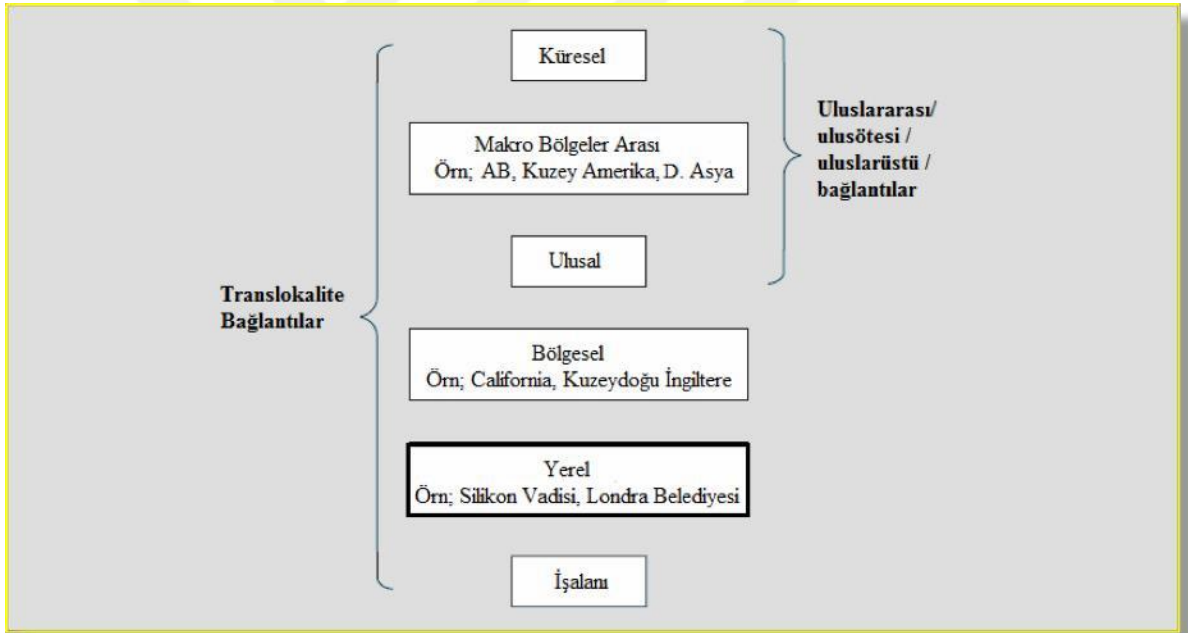 Küresel
Makro Bölgeler Arası
Örn; AB, Kuzey Amerika, D. Asya
Uluslararası/
ulusötesi /
uluslarüstü /
bağlantılar
Ulusal
Translokalite
Bağlantılar
Bölgesel
Örn; California, Kuzeydoğu İngiltere
Yerel
Örn; Silikon Vadisi, Londra Belediyesi
İşalanı